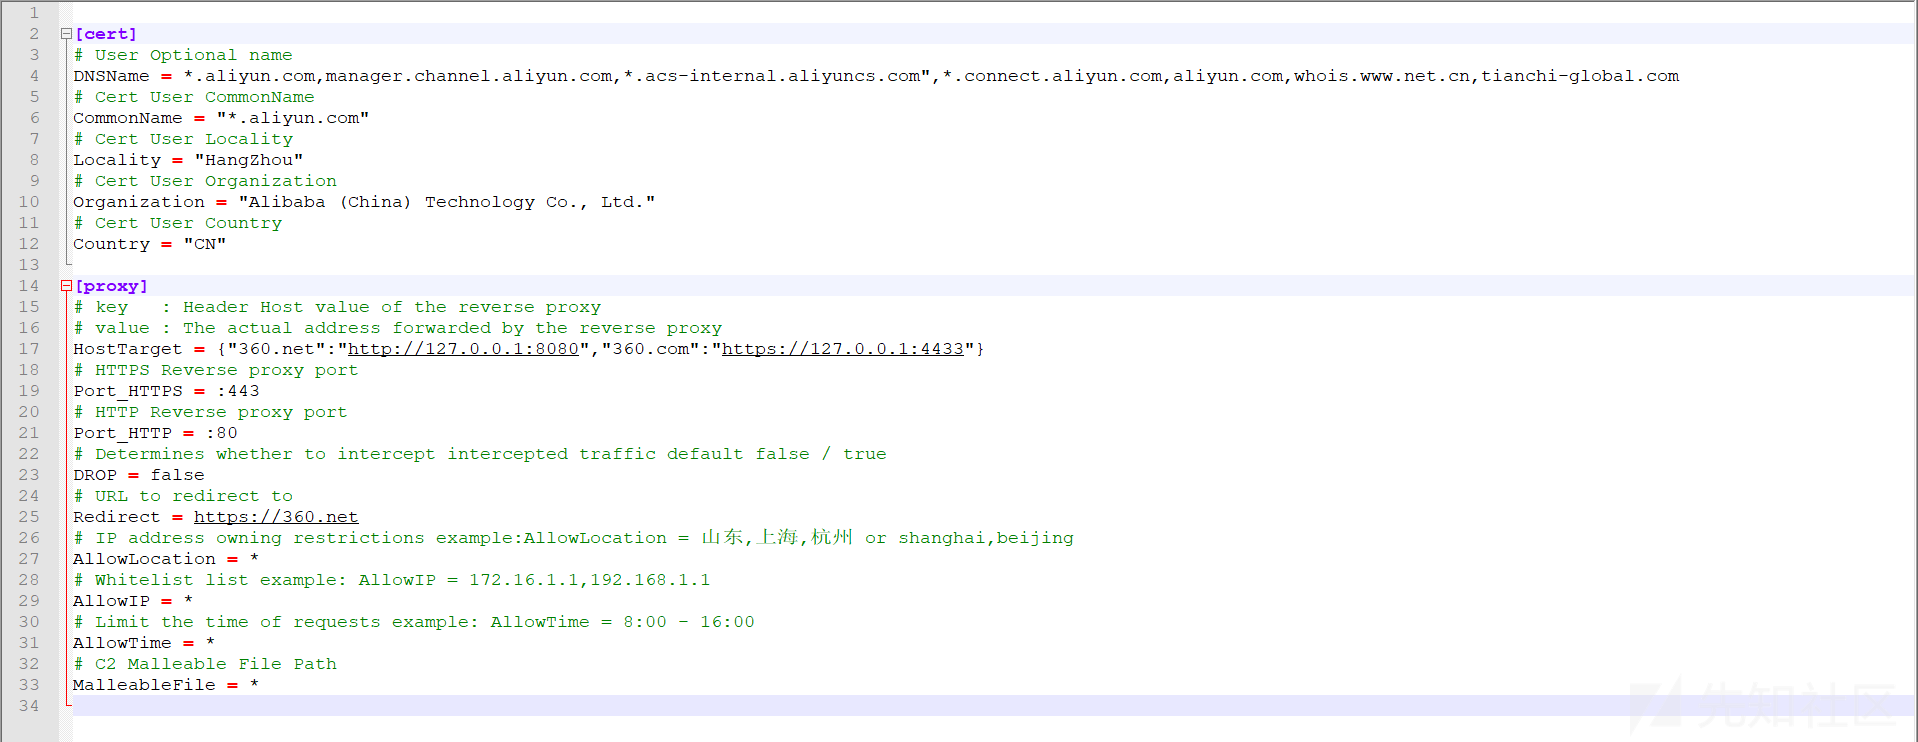 1
2 [cert]
3 # User Optional name
4 DNSName = *.aliyun.com,manager.channel.aliyun.com,*.acs-internal.aliyuncs.com",*.connect.aliyun.com,aliyun.com,whois.www.net.cn,tianchi-global.com
5 # Cert User CommonName
6 CommonName = "*.aliyun.com"
7 # Cert User Locality
8 Locality = "HangZhou"
9 # Cert User Organization
10 Organization = "Alibaba (China) Technology Co., Ltd."
11 # Cert User Country
12 Country = "CN"
13
14 [proxy]
15 # key   : Header Host value of the reverse proxy
16 # value : The actual address forwarded by the reverse proxy
17 HostTarget = {"360.net":"http://127.0.0.1:8080","360.com":"https://127.0.0.1:4433"}
18 # HTTPS Reverse proxy port
19 Port_HTTPS = :443
20 # HTTP Reverse proxy port
21 Port_HTTP = :80
22 # Determines whether to intercept intercepted traffic default false / true
23 DROP = false
24 # URL to redirect to
25 Redirect = https://360.net
26 # IP address owning restrictions example:AllowLocation = 山东,上海,杭州 or shanghai,beijing
27 AllowLocation = *
28 # Whitelist list example: AllowIP = 172.16.1.1,192.168.1.1
29 AllowIP = *
30 # Limit the time of requests example: AllowTime = 8:00 - 16:00
31 AllowTime = *
32 # C2 Malleable File Path
33 MalleableFile = *
34
先知社区